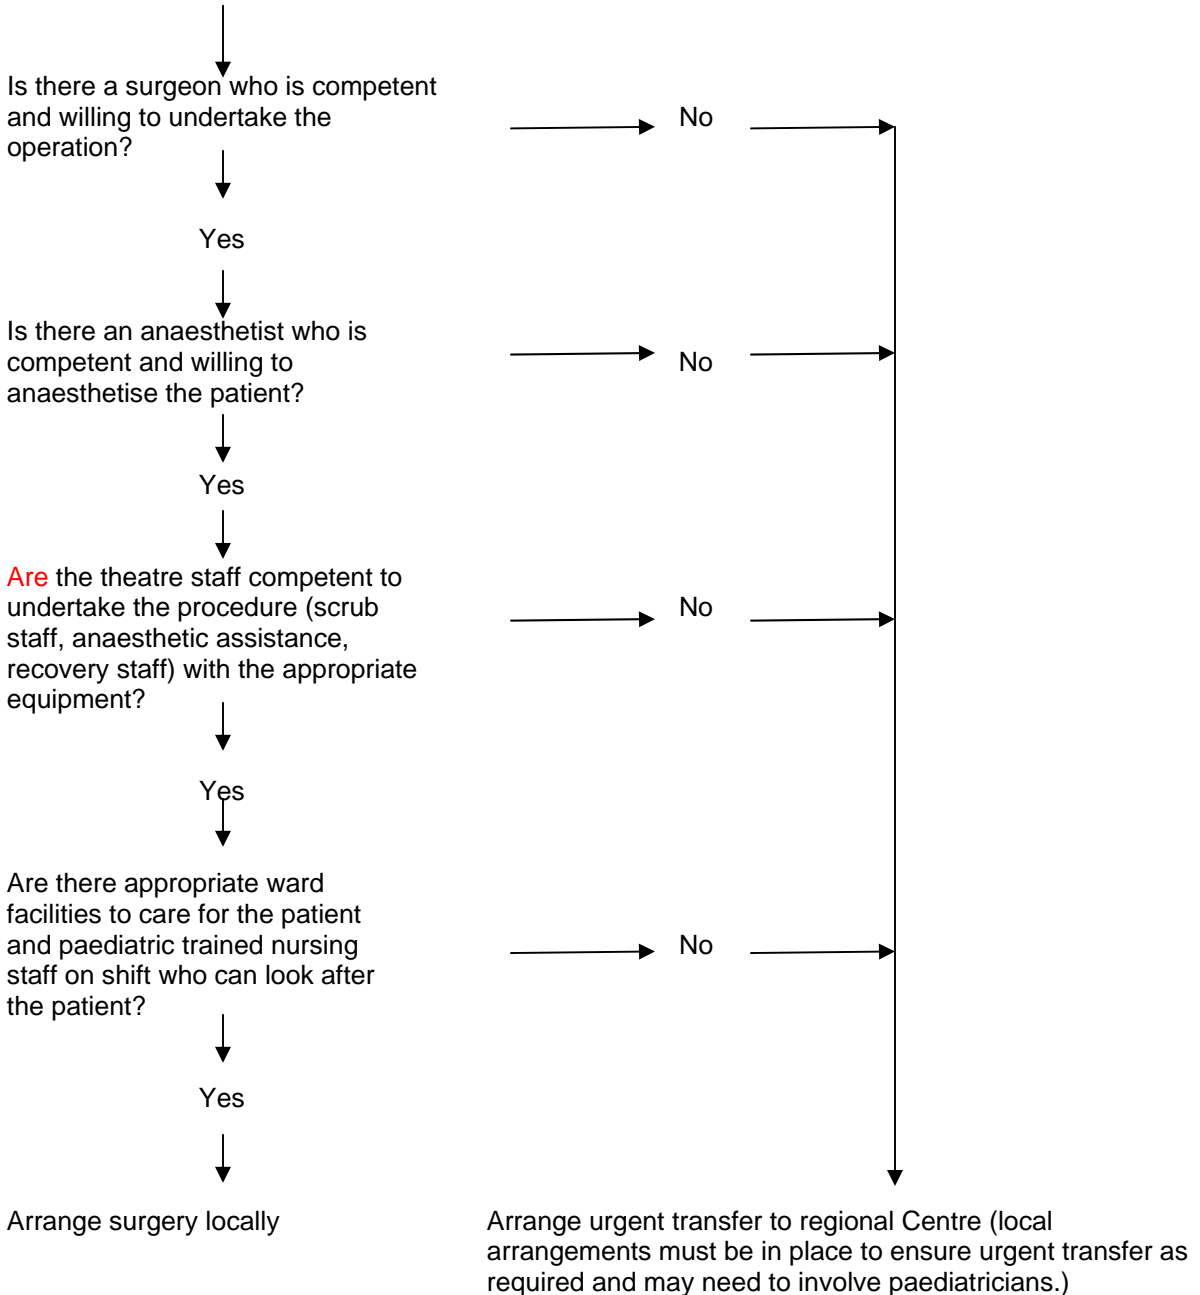 Is there a surgeon who is competent
and willing to undertake the
operation?
No
Yes
Is there an anaesthetist who is
competent and willing to
anaesthetise the patient?
No
Yes
Are the theatre staff competent to
undertake the procedure (scrub
staff, anaesthetic assistance,
recovery staff) with the appropriate
equipment?
No
Yes
Are there appropriate ward
facilities to care for the patient
and paediatric trained nursing
staff on shift who can look after
the patient?
No
Yes
Arrange surgery locally
Arrange urgent transfer to regional Centre (local
arrangements must be in place to ensure urgent transfer as
required and may need to involve paediatricians.)